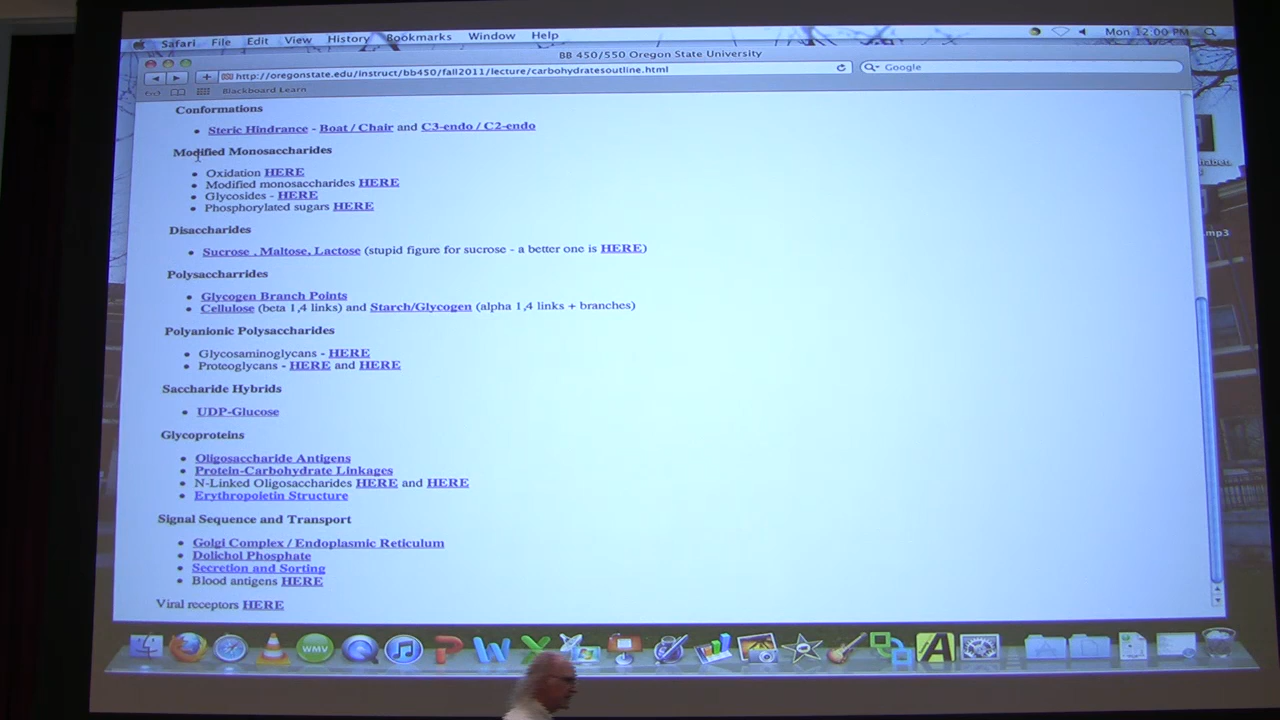 Safari File Edit View History Bookmarks Window Help Mon 12:00 PM
BB 450/550 Oregon State University
http://oregonstate.edu/instruct/bb450/fall2011/lecture/carbohydratesoutline.html Google
Blackboard Learn
Conformations
Steric Hindrance - Boat / Chair and C3-endo / C2-endo
Modified Monosaccharides
Oxidation HERE
Modified monosaccharides HERE
Glycosides - HERE
Phosphorylated sugars HERE
Disaccharides
Sucrose , Maltose, Lactose (stupid figure for sucrose - a better one is HERE)
Polysaccharrides
Glycogen Branch Points
Cellulose (beta 1,4 links) and Starch/Glycogen (alpha 1,4 links + branches)
Polyanionic Polysaccharides
Glycosaminoglycans - HERE
Proteoglycans - HERE and HERE
Saccharide Hybrids
UDP-Glucose
Glycoproteins
Oligosaccharide Antigens
Protein-Carbohydrate Linkages
N-Linked Oligosaccharides HERE and HERE
Erythropoietin Structure
Signal Sequence and Transport
Golgi Complex / Endoplasmic Reticulum
Dolichol Phosphate
Secretion and Sorting
Blood antigens HERE
Viral receptors HERE
.mp3
WMV